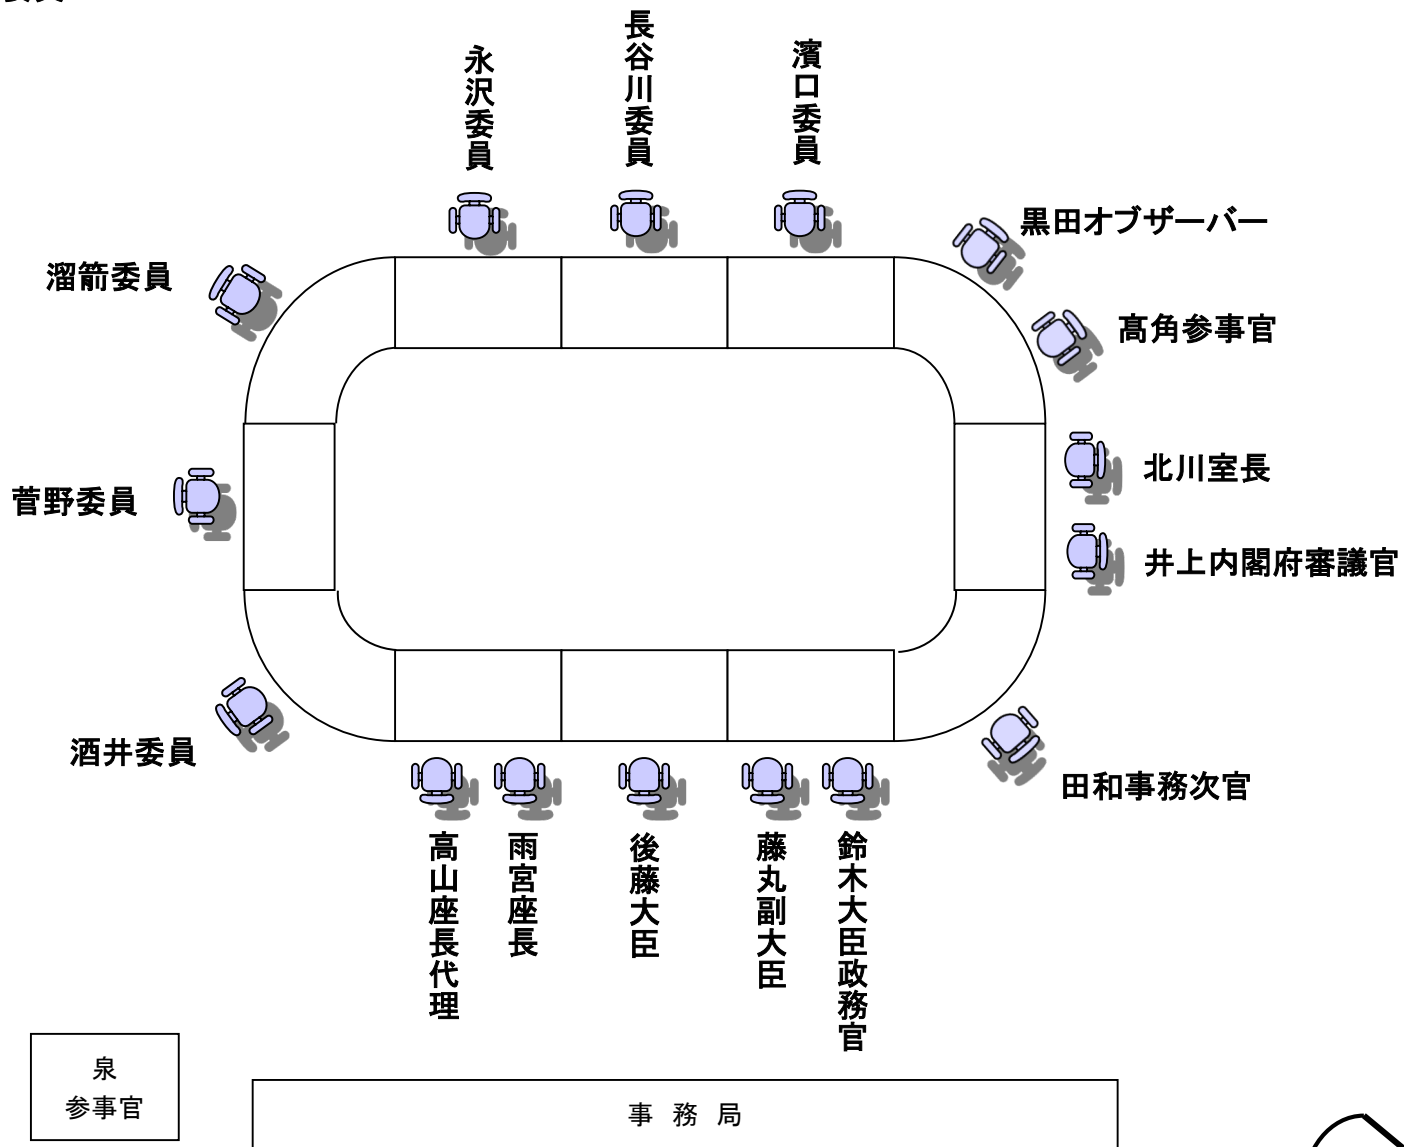 永沢委員
長谷川委員
濱口委員
黒田オブザーバー
溜箭委員
髙角参事官
北川室長
菅野委員
井上内閣府審議官
酒井委員
田和事務次官
高山座長代理
雨宮座長
後藤大臣
藤丸副大臣
鈴木大臣政務官
泉
参事官
事 務 局